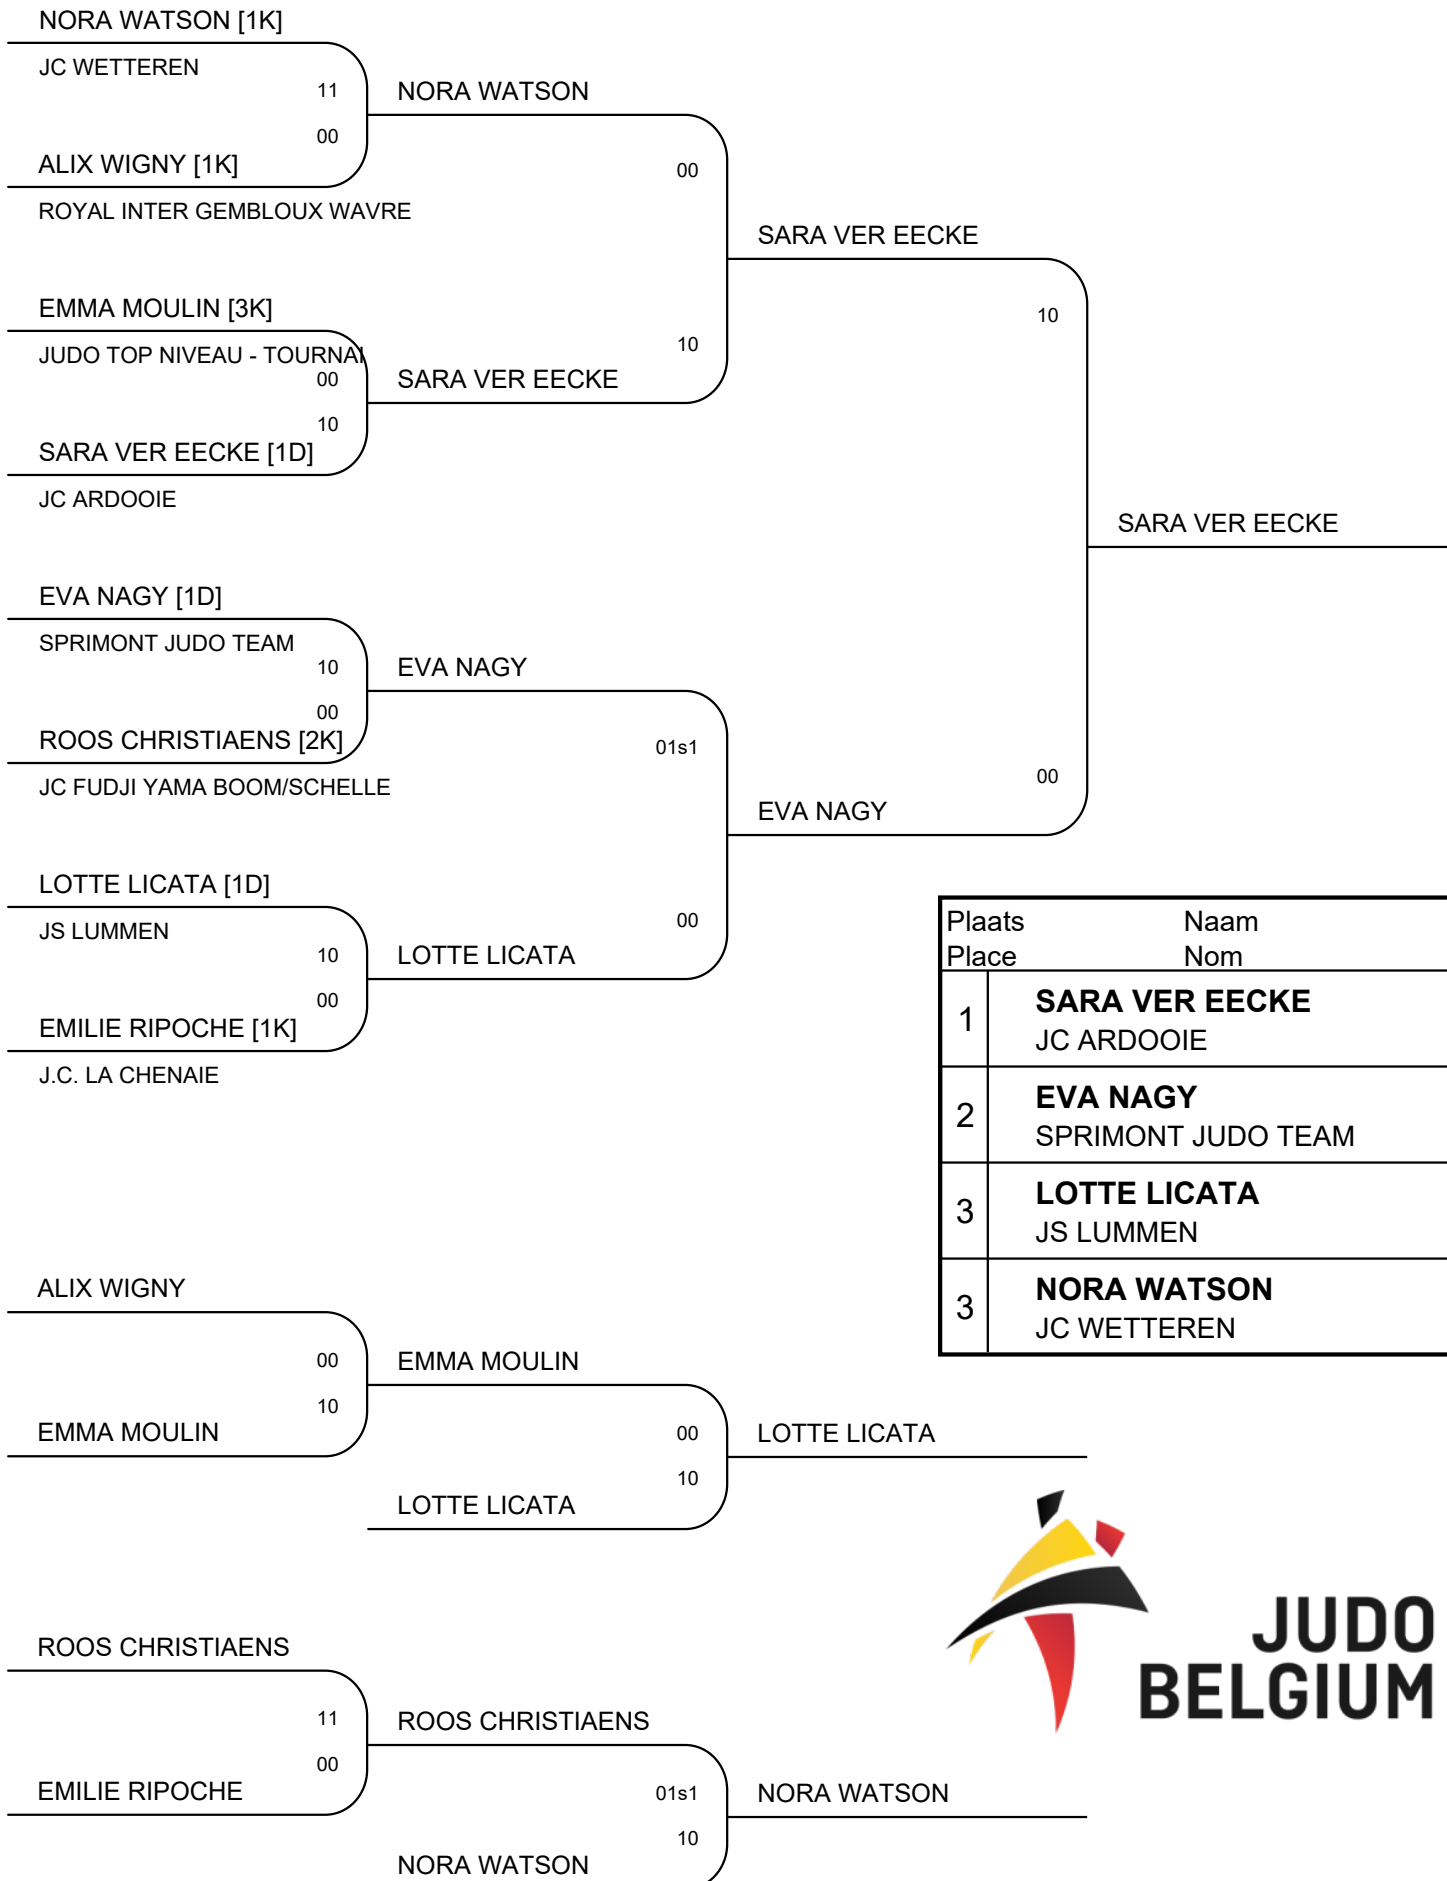 NORA WATSON [1K]
JC WETTEREN
11
NORA WATSON
00
ALIX WIGNY [1K]
00
ROYAL INTER GEMBLOUX WAVRE
SARA VER EECKE
EMMA MOULIN [3K]
10
JUDO TOP NIVEAU - TOURNAI
10
00
SARA VER EECKE
10
SARA VER EECKE [1D]
JC ARDOOIE
SARA VER EECKE
EVA NAGY [1D]
SPRIMONT JUDO TEAM
10
EVA NAGY
00
ROOS CHRISTIAENS [2K]
01s1
JC FUDJI YAMA BOOM/SCHELLE
00
EVA NAGY
LOTTE LICATA [1D]
JS LUMMEN
00
10
LOTTE LICATA
00
EMILIE RIPOCHE [1K]
J.C. LA CHENAIE
Plaats Naam
Place Nom
1 SARA VER EECKE
JC ARDOOIE
2 EVA NAGY
SPRIMONT JUDO TEAM
3 LOTTE LICATA
JS LUMMEN
3 NORA WATSON
JC WETTEREN
ALIX WIGNY
00
EMMA MOULIN
10
EMMA MOULIN
00
LOTTE LICATA
10
LOTTE LICATA
JUDO
BELGIUM
ROOS CHRISTIAENS
11
ROOS CHRISTIAENS
00
EMILIE RIPOCHE
01s1
NORA WATSON
10
NORA WATSON